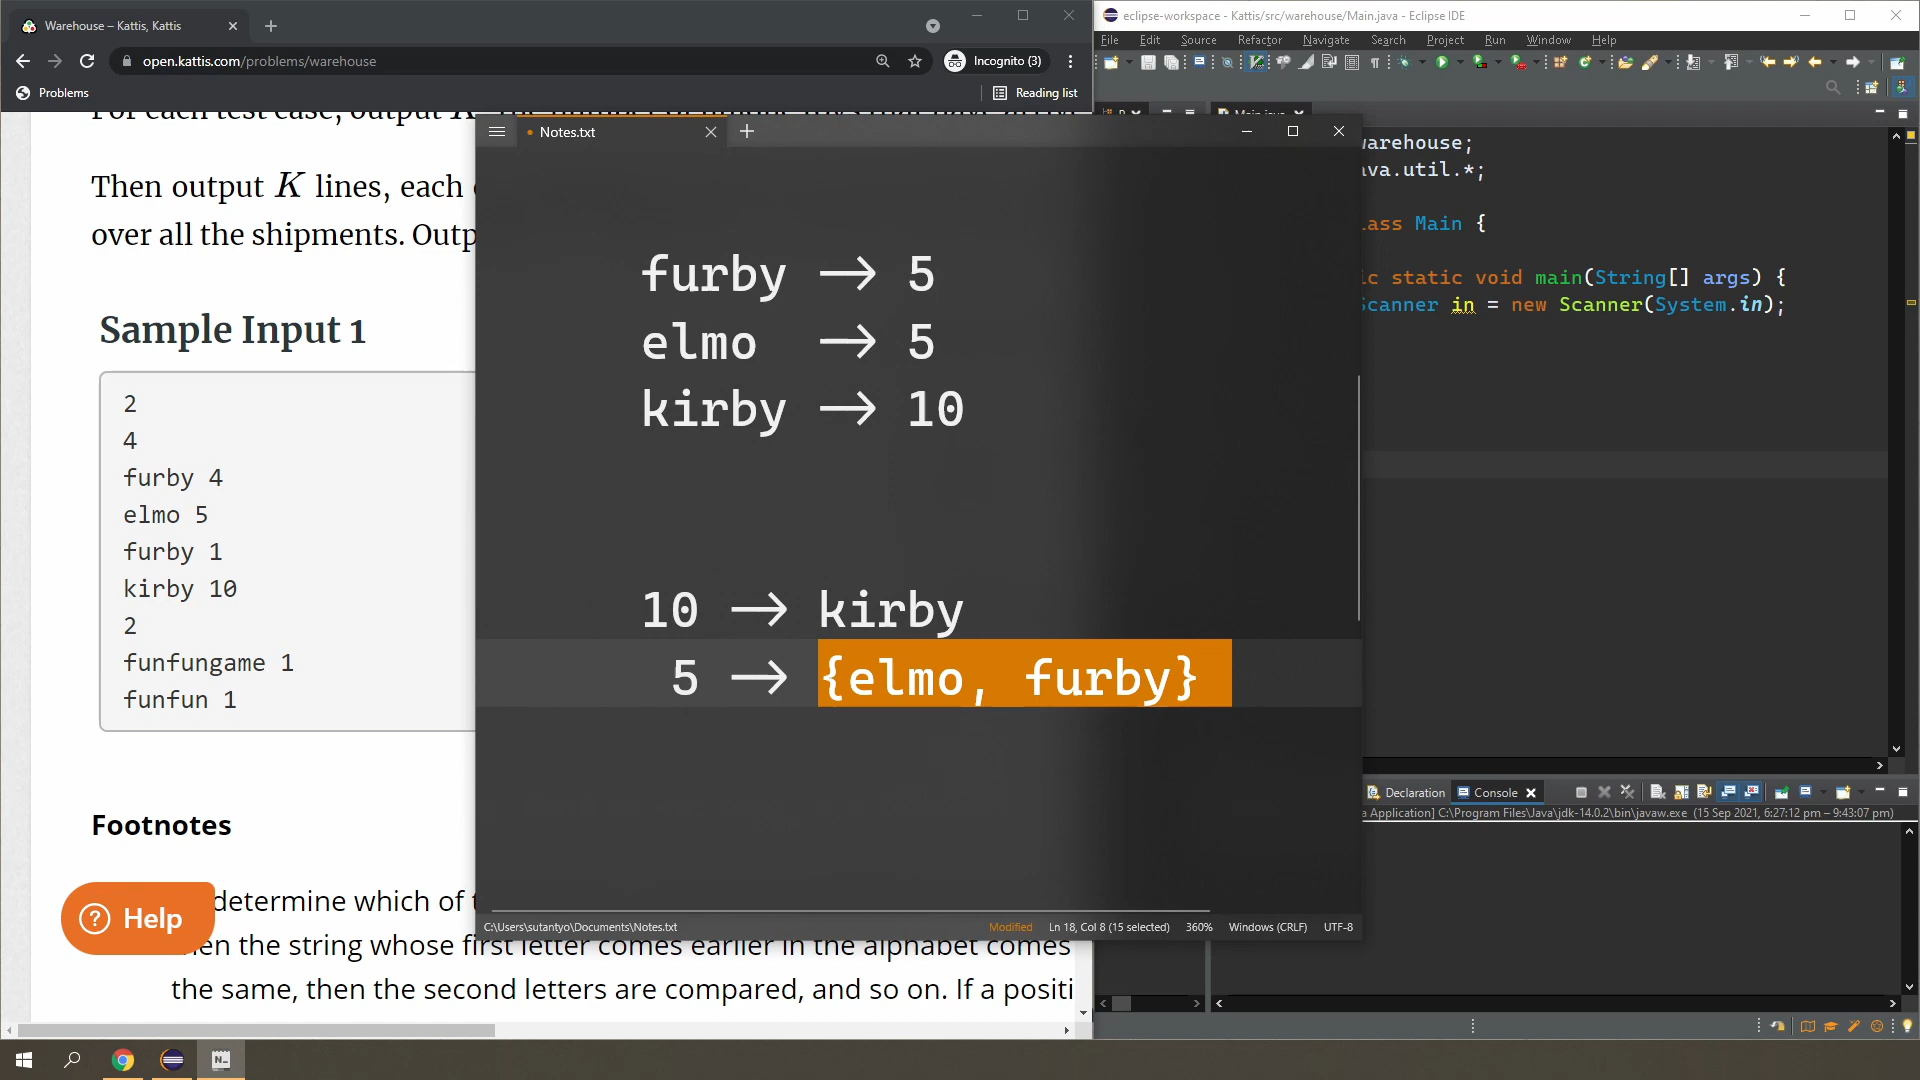 Warehouse – Kattis, Kattis
open.kattis.com/problems/warehouse
Incognito (3)
Problems
Reading list
Then output K lines, each
over all the shipments. Outp
Sample Input 1
2
4
furby 4
elmo 5
furby 1
kirby 10
2
funfungame 1
funfun 1
Footnotes
determine which of
en the string whose first letter comes earlier in the alphabet comes
the same, then the second letters are compared, and so on. If a positi
Help
Notes.txt
furby → 5
elmo → 5
kirby → 10
10 → kirby
5 → {elmo, furby}
C:\Users\sutantyo\Documents\Notes.txt
Modified
Ln 18, Col 8 (15 selected)
360%
Windows (CRLF)
UTF-8
eclipse-workspace - Kattis/src/warehouse/Main.java - Eclipse IDE
File Edit Source Refactor Navigate Search Project Run Window Help
Main.java
warehouse;
va.util.*;
ass Main {
ic static void main(String[] args) {
Scanner in = new Scanner(System.in);
Declaration
Console
a Application] C:\Program Files\Java\jdk-14.0.2\bin\javaw.exe (15 Sep 2021, 6:27:12 pm – 9:43:07 pm)